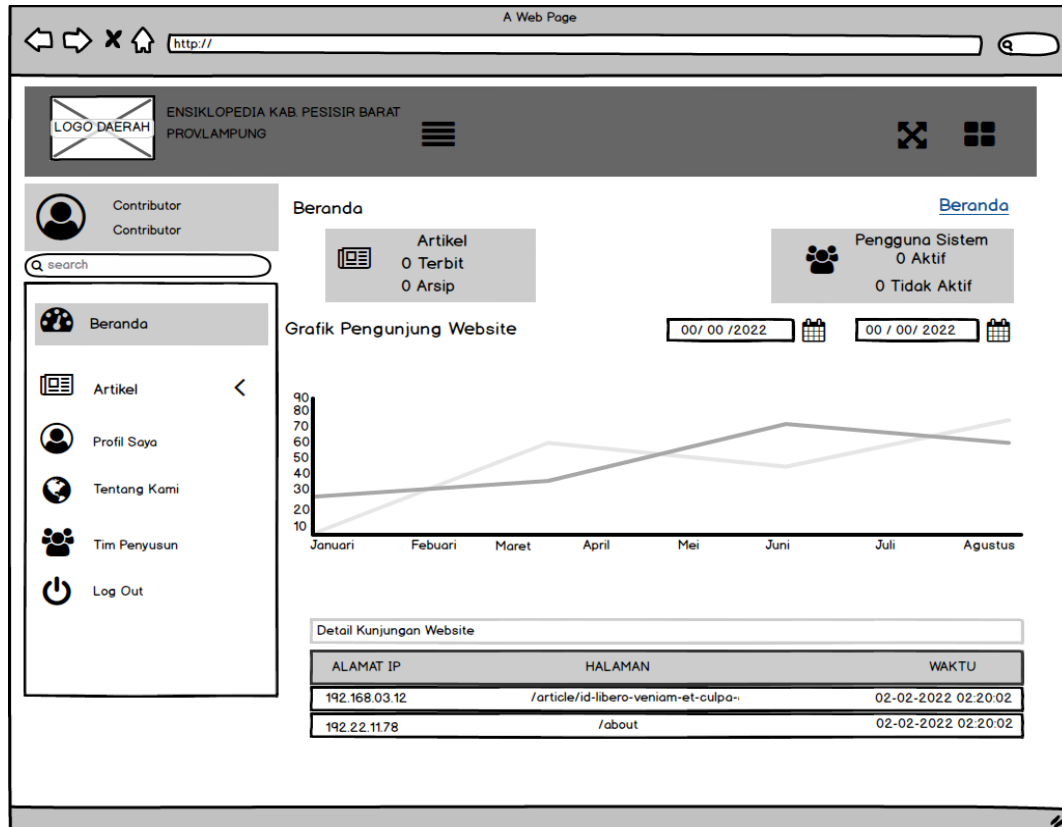 A Web Page
http://
LOGO DAERAH
ENSIKLOPEDIA KAB. PESISIR BARAT
PROVLAMPUNG
Contributor
Contributor
search
Beranda
Artikel
Profil Saya
Tentang Kami
Tim Penyusun
Log Out
Beranda
Beranda
Artikel
0 Terbit
0 Arsip
Pengguna Sistem
0 Aktif
0 Tidak Aktif
Grafik Pengunjung Website
00/ 00 /2022
00 / 00/ 2022
90
80
70
60
50
40
30
20
10
Januari Febuari Maret April Mei Juni Juli Agustus
Detail Kunjungan Website
ALAMAT IP HALAMAN WAKTU
192.168.03.12 /article/id-libero-veniam-et-culpa- 02-02-2022 02:20:02
192.22.11.78 /about 02-02-2022 02:20:02